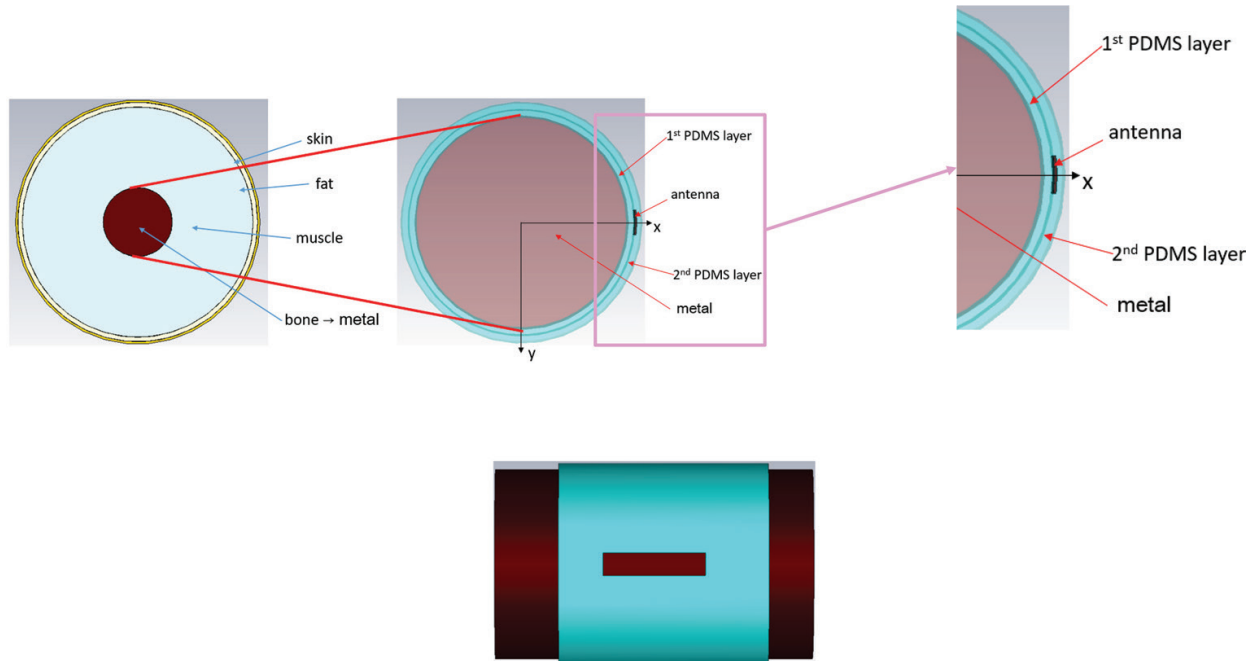 skin
fat
muscle
bone → metal
1st PDMS layer
antenna
x
2nd PDMS layer
metal
y
1st PDMS layer
antenna
x
2nd PDMS layer
metal